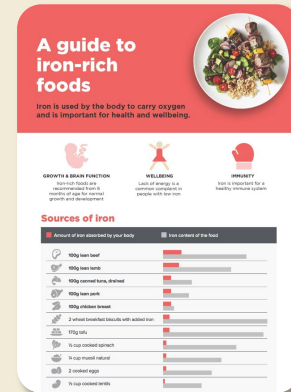 A guide to
iron-rich
foods
Iron is used by the body to carry oxygen
and is important for health and wellbeing.
GROWTH & BRAIN FUNCTION
Iron-rich foods are
recommended from 6
months of age for normal
growth and development
WELLBEING
Lack of energy is a
common complaint in
people with low iron
IMMUNITY
Iron is important for a
healthy immune system
Sources of iron
Amount of iron absorbed by your body
Iron content of the food
100g lean beef
100g lean lamb
100g canned tuna, drained
100g lean pork
100g chicken breast
2 wheat breakfast biscuits with added iron
170g tofu
½ cup cooked spinach
¼ cup muesli natural
2 cooked eggs
½ cup cooked lentils